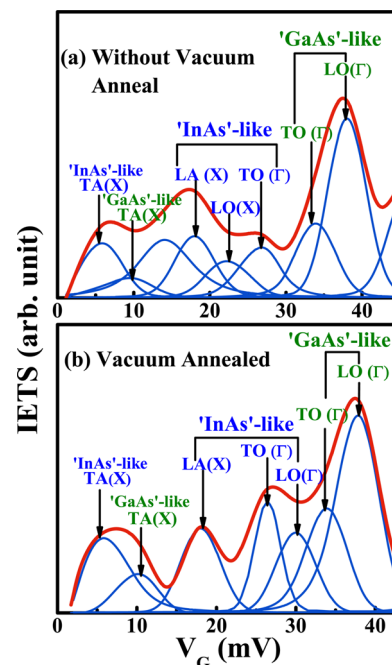 'GaAs'-like
(a) Without Vacuum
Anneal
LO(Γ)
'InAs'-like
TO (Γ)
'InAs'-like
TA(X)
'GaAs'-like
TA(X)
LA (X)
TO (Γ)
LO(X)
0 10 20 30 40
IETS (arb. unit)
(b) Vacuum Annealed
'GaAs'-like
LO (Γ)
'InAs'-like
TO (Γ)
'InAs'-like
TA(X)
LA(X)
TO (Γ)
LO(Γ)
'GaAs'-like
TA(X)
0 10 20 30 40
V_G (mV)